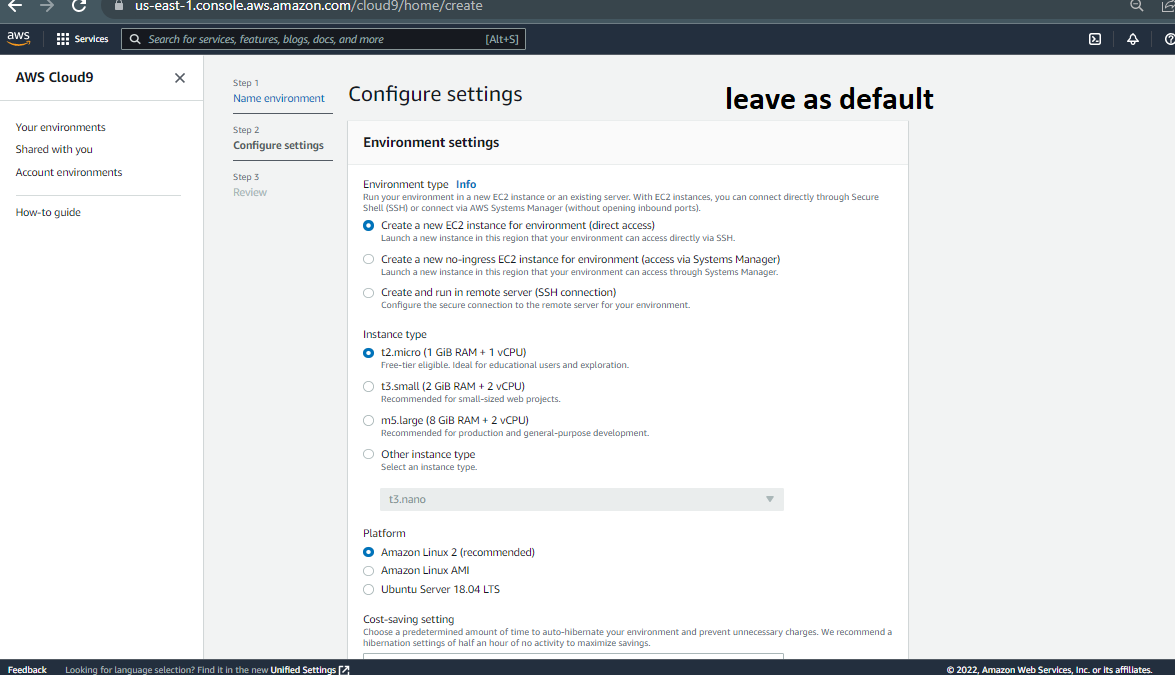 us-east-1.console.aws.amazon.com/cloud9/home/create
aws
Services
Search for services, features, blogs, docs, and more
[Alt+S]
AWS Cloud9
Your environments
Shared with you
Account environments
How-to guide
Step 1
Name environment
Step 2
Configure settings
Step 3
Review
Configure settings
leave as default
Environment settings
Environment type Info
Run your environment in a new EC2 instance or an existing server. With EC2 instances, you can connect directly through Secure
Shell (SSH) or connect via AWS Systems Manager (without opening inbound ports).
Create a new EC2 instance for environment (direct access)
Launch a new instance in this region that your environment can access directly via SSH.
Create a new no-ingress EC2 instance for environment (access via Systems Manager)
Launch a new instance in this region that your environment can access through Systems Manager.
Create and run in remote server (SSH connection)
Configure the secure connection to the remote server for your environment.
Instance type
t2.micro (1 GiB RAM + 1 vCPU)
Free-tier eligible. Ideal for educational users and exploration.
t3.small (2 GiB RAM + 2 vCPU)
Recommended for small-sized web projects.
m5.large (8 GiB RAM + 2 vCPU)
Recommended for production and general-purpose development.
Other instance type
Select an instance type.
t3.nano
Platform
Amazon Linux 2 (recommended)
Amazon Linux AMI
Ubuntu Server 18.04 LTS
Cost-saving setting
Choose a predetermined amount of time to auto-hibernate your environment and prevent unnecessary charges. We recommend a
hibernation settings of half an hour of no activity to maximize savings.
Feedback
Looking for language selection? Find it in the new Unified Settings
© 2022, Amazon Web Services, Inc. or its affiliates.